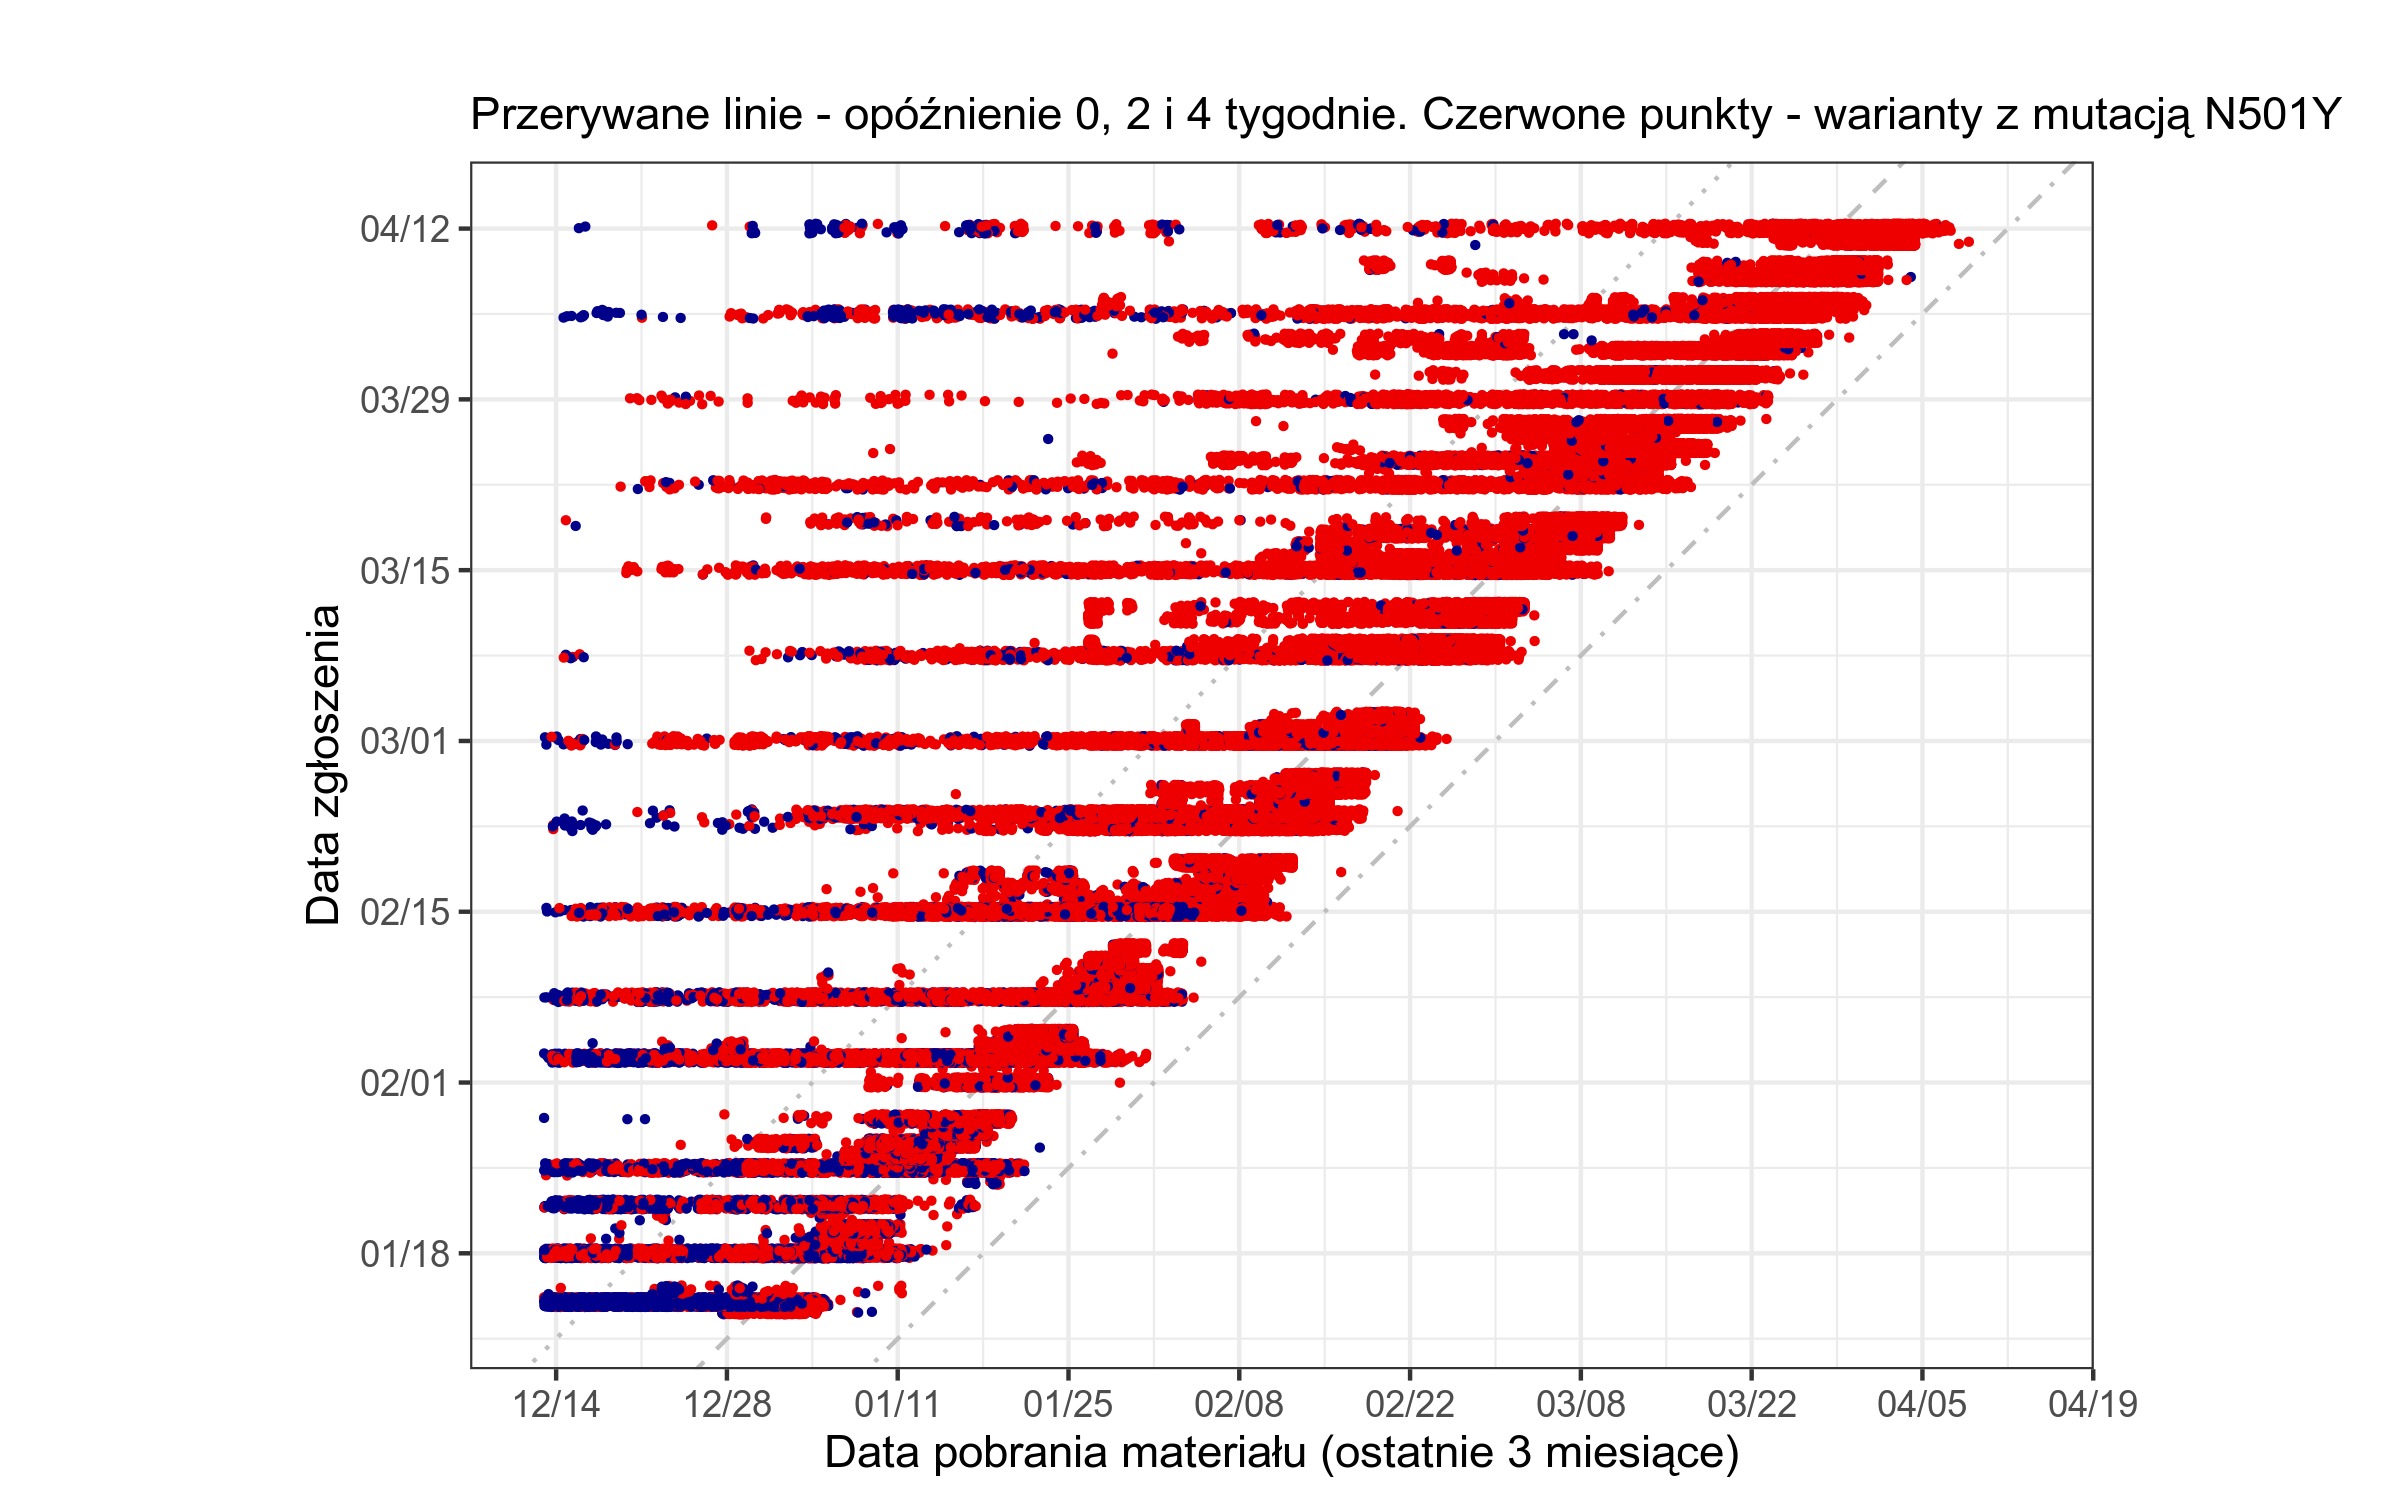 Przerywane linie - opóźnienie 0, 2 i 4 tygodnie. Czerwone punkty - warianty z mutacją N501Y
Data zgłoszenia
04/12
03/29
03/15
03/01
02/15
02/01
01/18
12/14 12/28 01/11 01/25 02/08 02/22 03/08 03/22 04/05 04/19
Data pobrania materiału (ostatnie 3 miesiące)